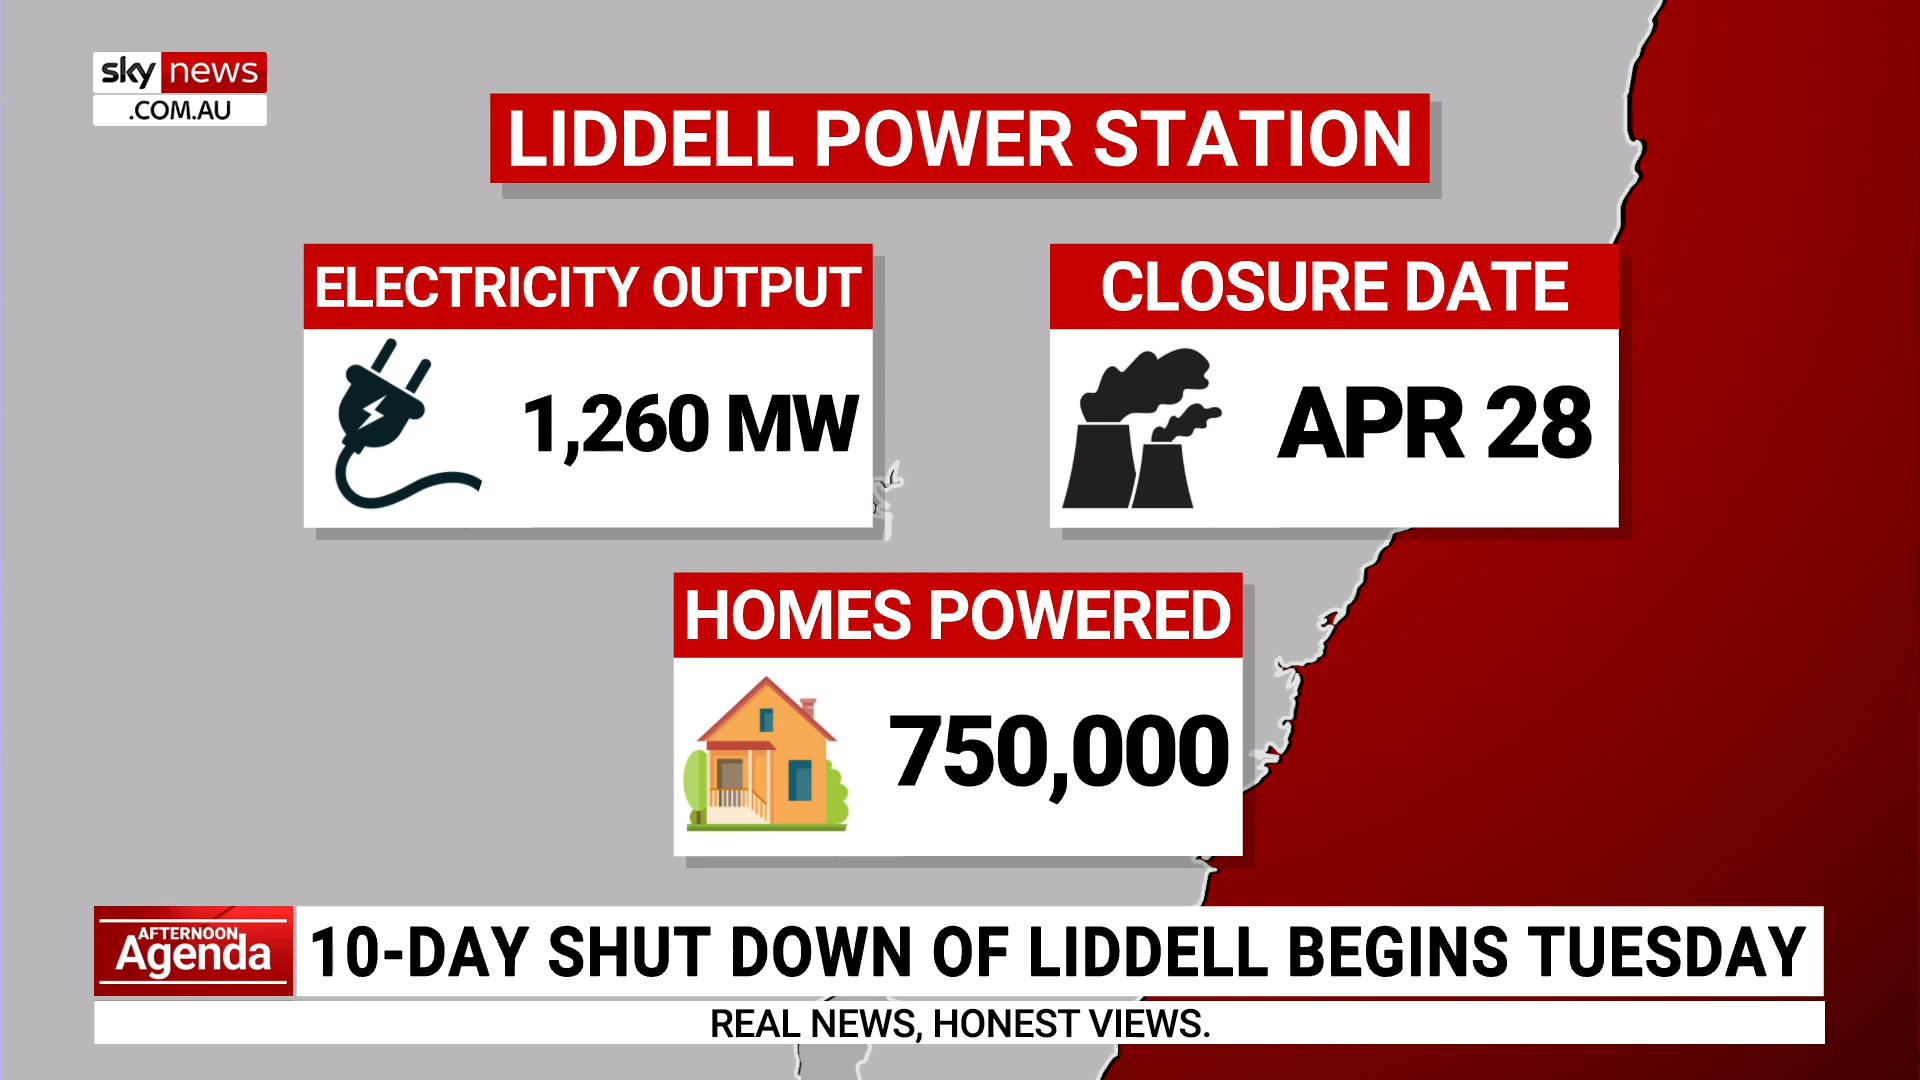 sky news
.COM.AU
LIDDELL POWER STATION
ELECTRICITY OUTPUT
1,260 MW
CLOSURE DATE
APR 28
HOMES POWERED
750,000
AFTERNOON
Agenda
10-DAY SHUT DOWN OF LIDDELL BEGINS TUESDAY
REAL NEWS, HONEST VIEWS.